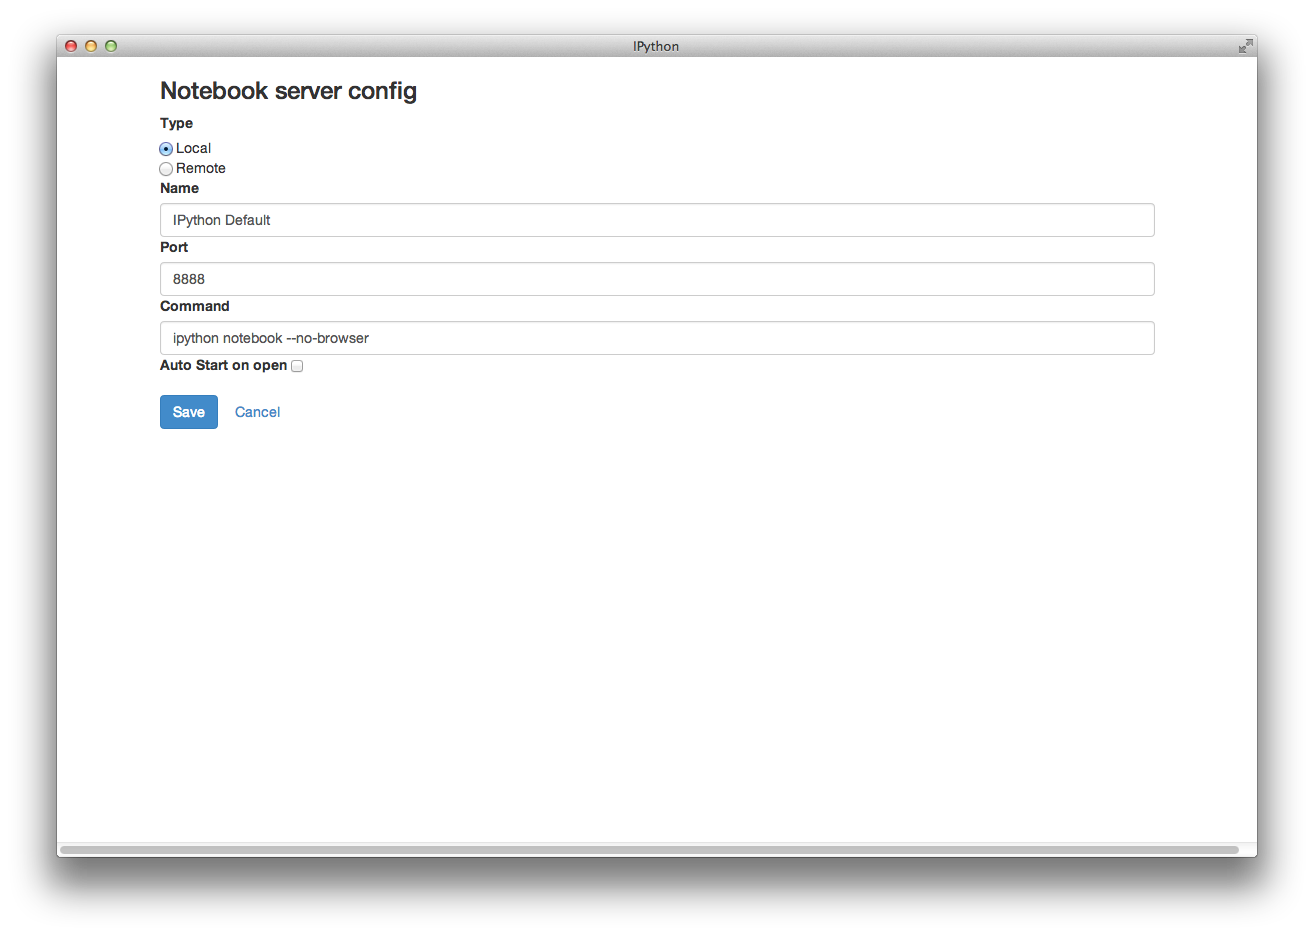 IPython
Notebook server config
Type
Local
Remote
Name
IPython Default
Port
8888
Command
ipython notebook --no-browser
Auto Start on open
Save Cancel